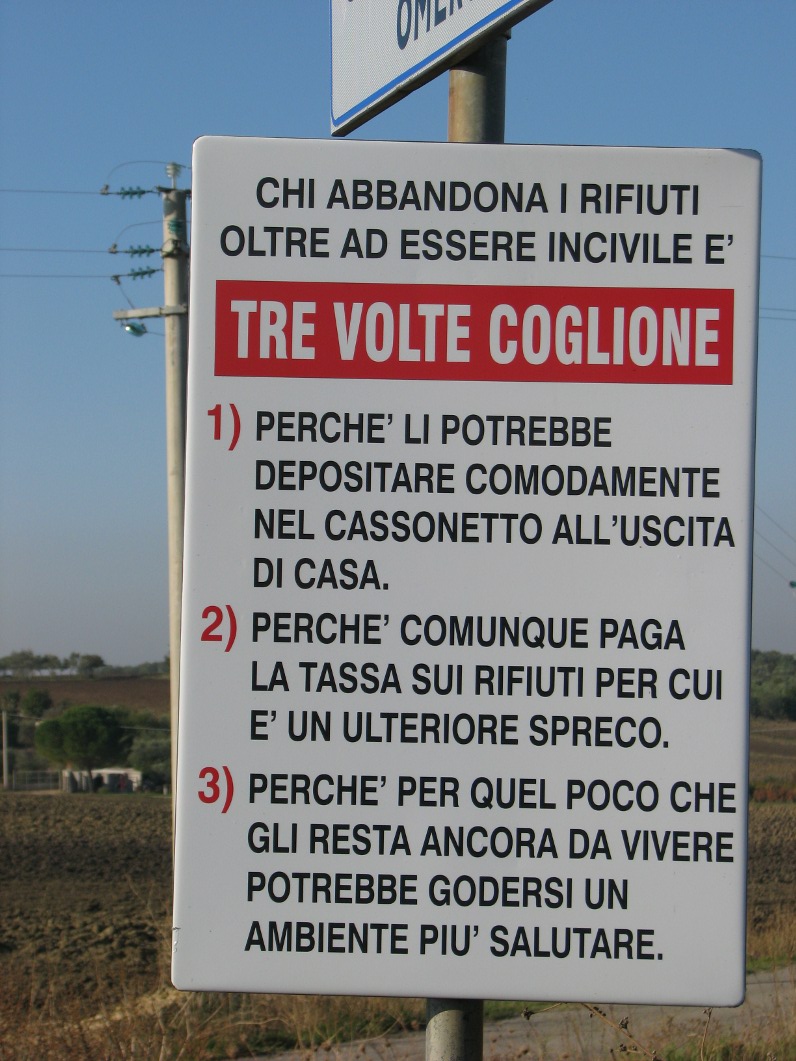 CHI ABBANDONA I RIFIUTI
OLTRE AD ESSERE INCIVILE E'
TRE VOLTE COGLIONE
1) PERCHE' LI POTREBBE
DEPOSITARE COMODAMENTE
NEL CASSONETTO ALL'USCITA
DI CASA.
2) PERCHE' COMUNQUE PAGA
LA TASSA SUI RIFIUTI PER CUI
E' UN ULTERIORE SPRECO.
3) PERCHE' PER QUEL POCO CHE
GLI RESTA ANCORA DA VIVERE
POTREBBE GODERSI UN
AMBIENTE PIU' SALUTARE.